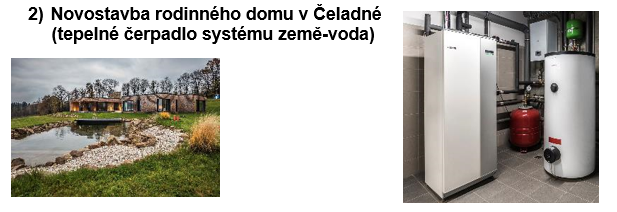 2) Novostavba rodinného domu v Čeladné
(tepelné čerpadlo systému země-voda)